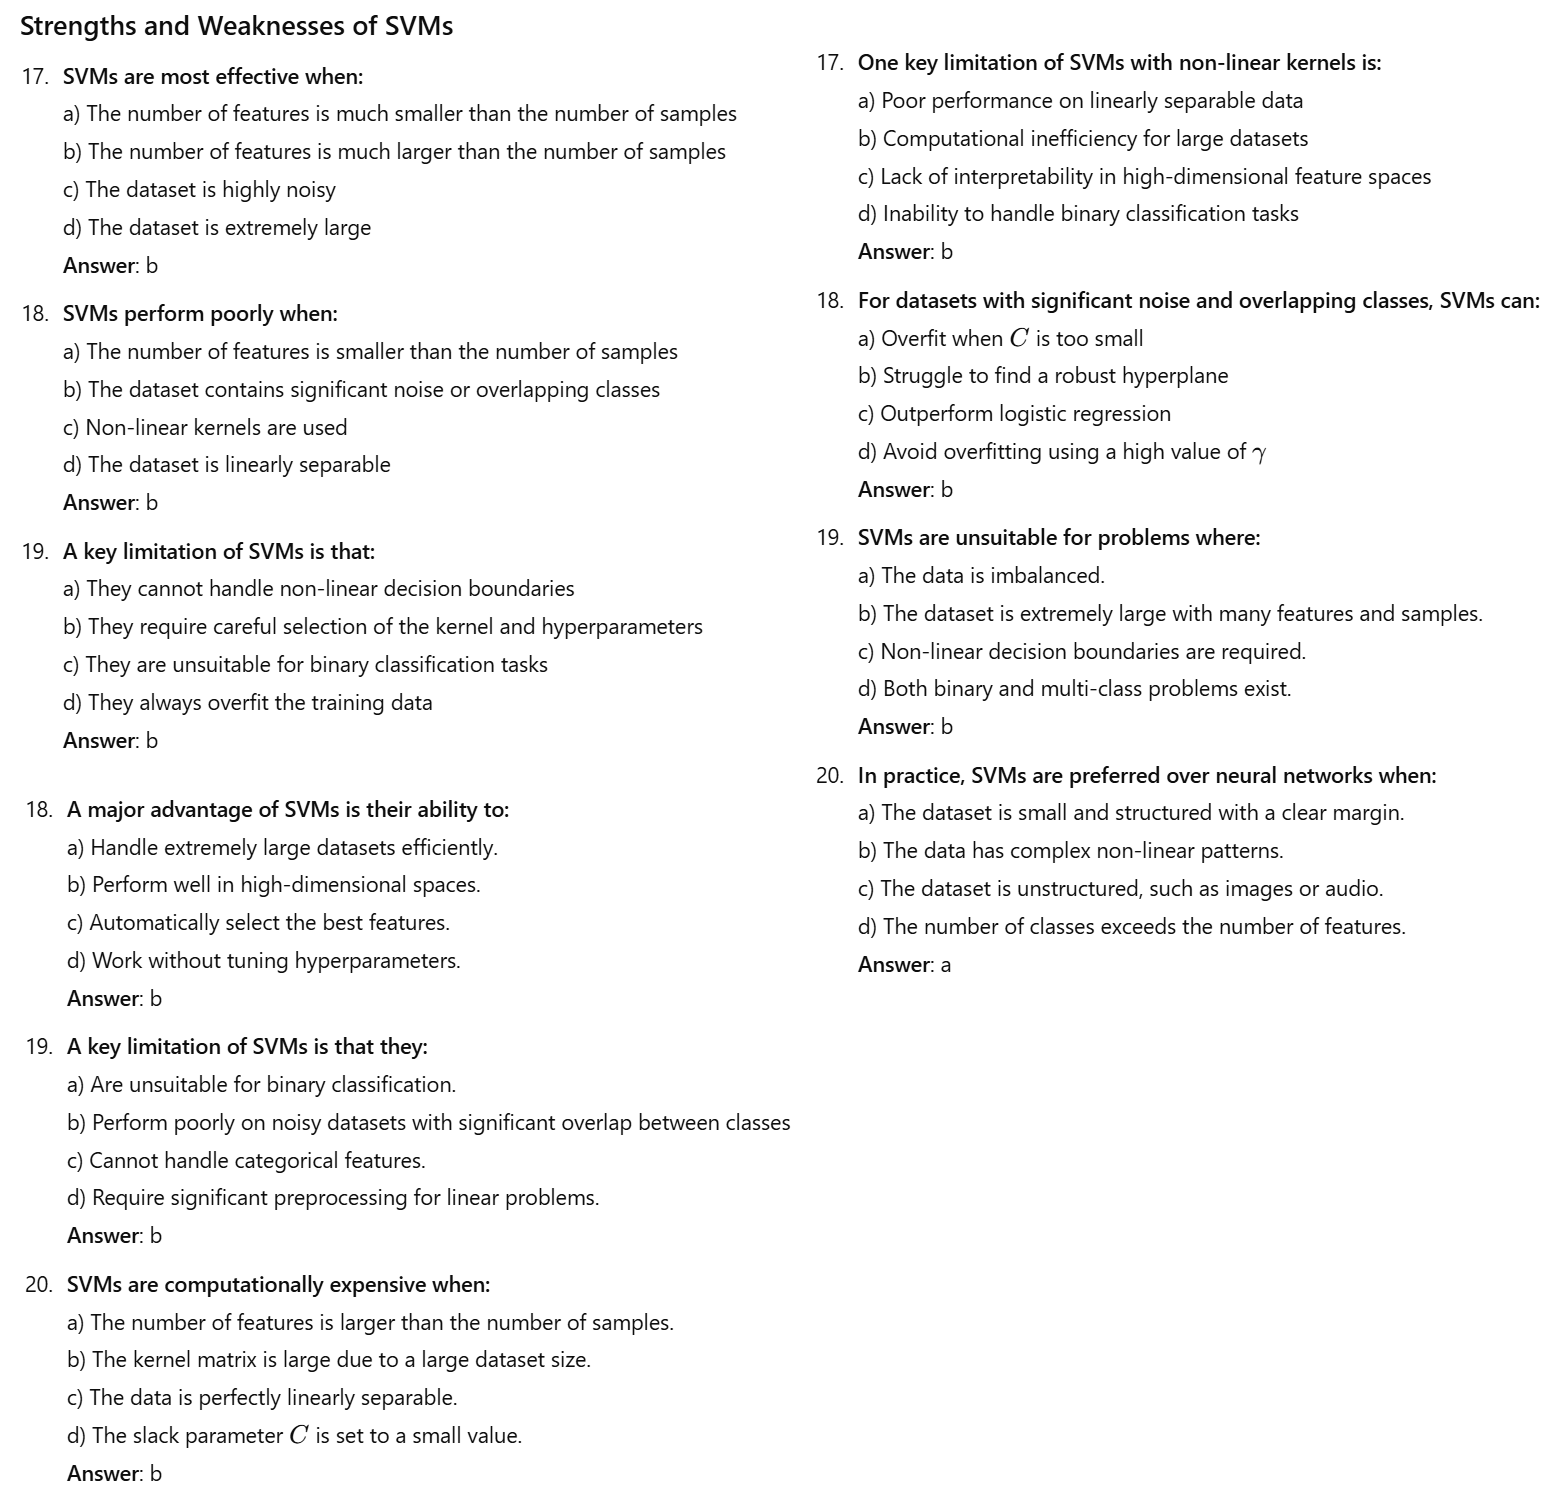 Strengths and Weaknesses of SVMs
17. SVMs are most effective when:
a) The number of features is much smaller than the number of samples
b) The number of features is much larger than the number of samples
c) The dataset is highly noisy
d) The dataset is extremely large
Answer: b
18. SVMs perform poorly when:
a) The number of features is smaller than the number of samples
b) The dataset contains significant noise or overlapping classes
c) Non-linear kernels are used
d) The dataset is linearly separable
Answer: b
19. A key limitation of SVMs is that:
a) They cannot handle non-linear decision boundaries
b) They require careful selection of the kernel and hyperparameters
c) They are unsuitable for binary classification tasks
d) They always overfit the training data
Answer: b
18. A major advantage of SVMs is their ability to:
a) Handle extremely large datasets efficiently.
b) Perform well in high-dimensional spaces.
c) Automatically select the best features.
d) Work without tuning hyperparameters.
Answer: b
19. A key limitation of SVMs is that they:
a) Are unsuitable for binary classification.
b) Perform poorly on noisy datasets with significant overlap between classes
c) Cannot handle categorical features.
d) Require significant preprocessing for linear problems.
Answer: b
20. SVMs are computationally expensive when:
a) The number of features is larger than the number of samples.
b) The kernel matrix is large due to a large dataset size.
c) The data is perfectly linearly separable.
d) The slack parameter C is set to a small value.
Answer: b
17. One key limitation of SVMs with non-linear kernels is:
a) Poor performance on linearly separable data
b) Computational inefficiency for large datasets
c) Lack of interpretability in high-dimensional feature spaces
d) Inability to handle binary classification tasks
Answer: b
18. For datasets with significant noise and overlapping classes, SVMs can:
a) Overfit when C is too small
b) Struggle to find a robust hyperplane
c) Outperform logistic regression
d) Avoid overfitting using a high value of γ
Answer: b
19. SVMs are unsuitable for problems where:
a) The data is imbalanced.
b) The dataset is extremely large with many features and samples.
c) Non-linear decision boundaries are required.
d) Both binary and multi-class problems exist.
Answer: b
20. In practice, SVMs are preferred over neural networks when:
a) The dataset is small and structured with a clear margin.
b) The data has complex non-linear patterns.
c) The dataset is unstructured, such as images or audio.
d) The number of classes exceeds the number of features.
Answer: a